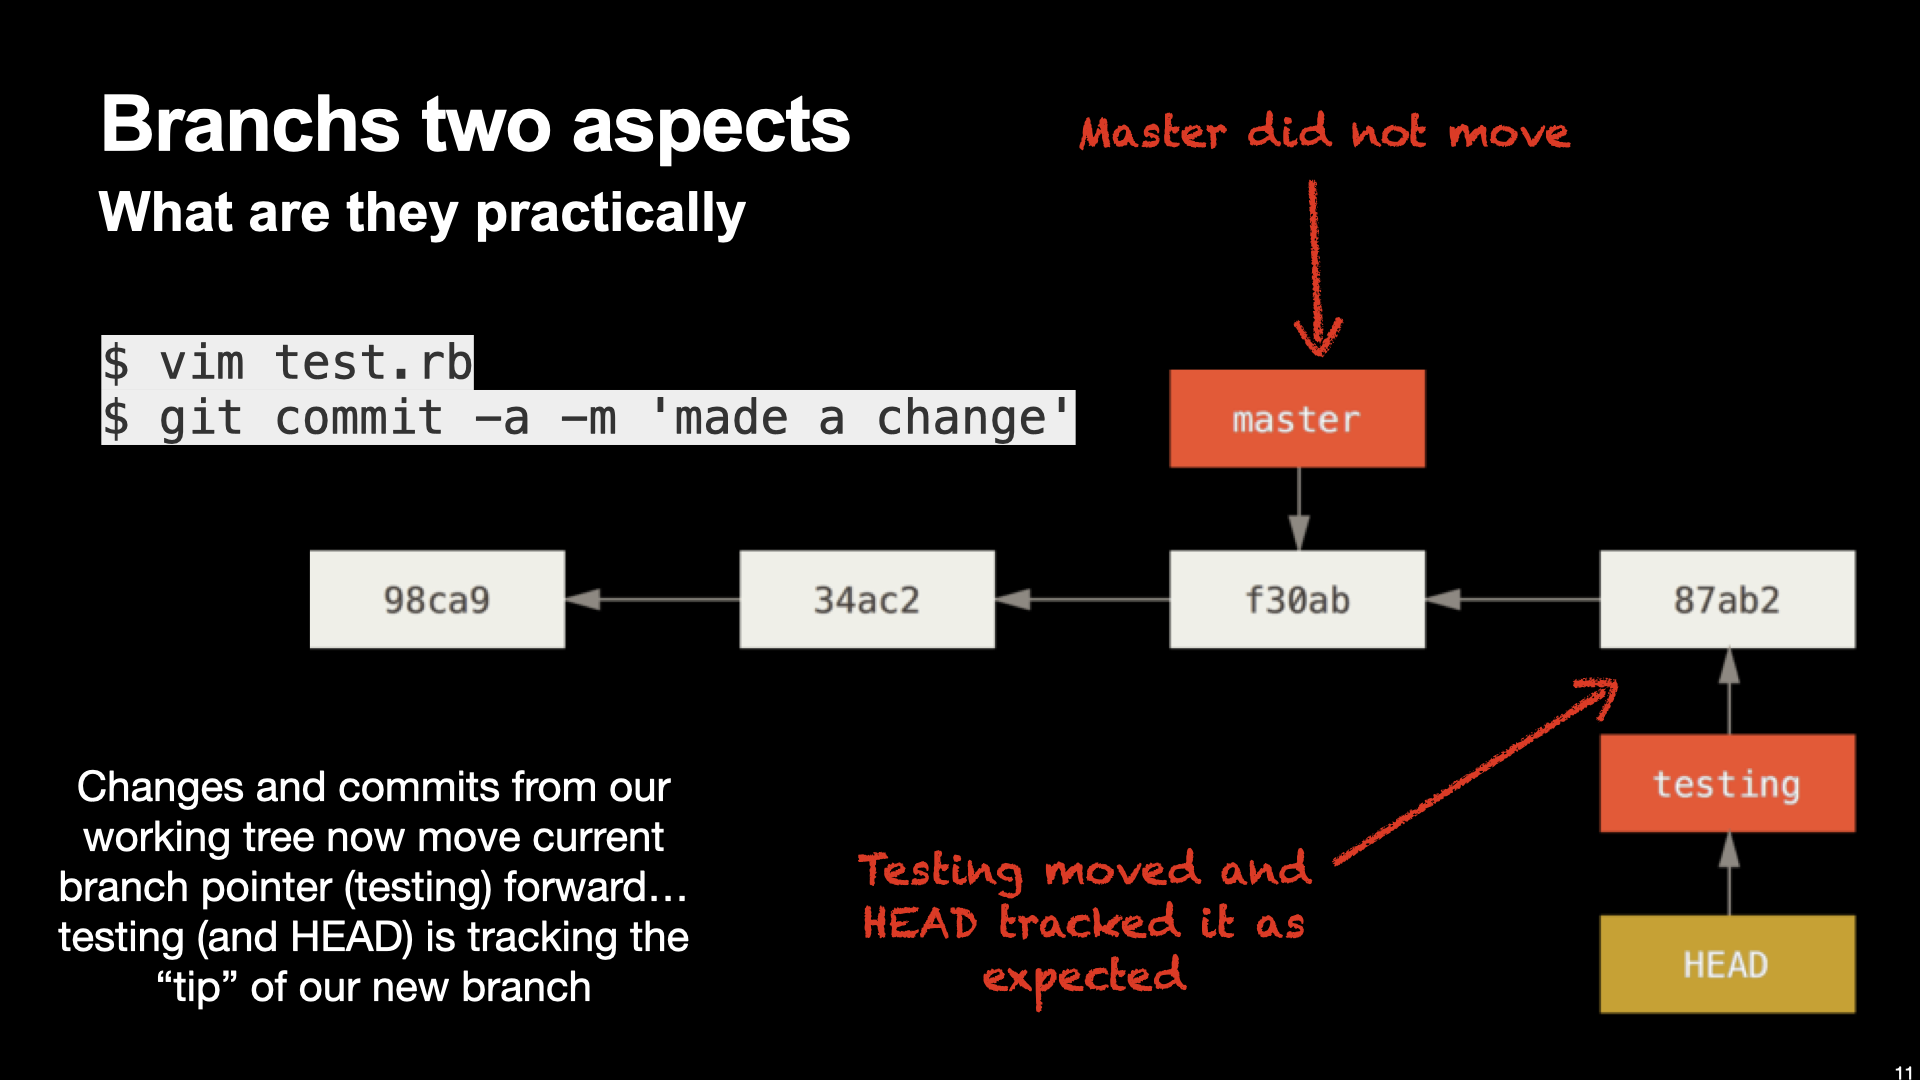 Branchs two aspects
What are they practically
Master did not move
$ vim test.rb
$ git commit -a -m 'made a change'
master
98ca9
34ac2
f30ab
87ab2
testing
HEAD
Changes and commits from our
working tree now move current
branch pointer (testing) forward…
testing (and HEAD) is tracking the
“tip” of our new branch
Testing moved and
HEAD tracked it as
expected
11